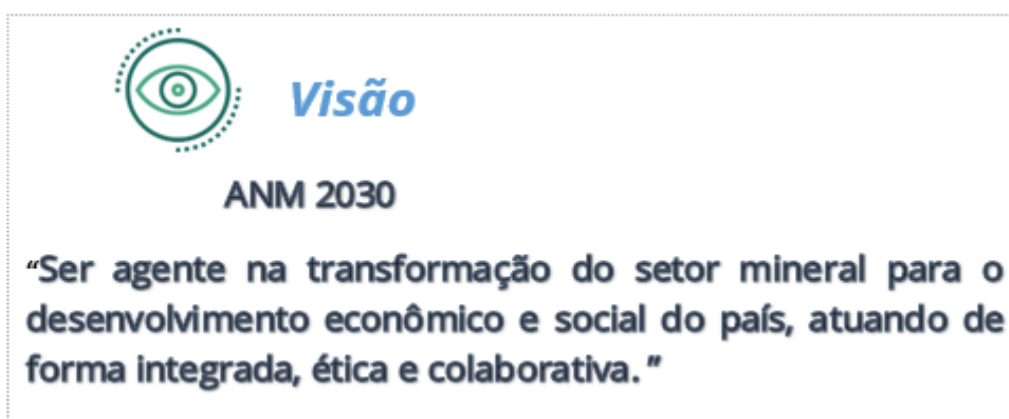 Visão
ANM 2030
“Ser agente na transformação do setor mineral para o
desenvolvimento econômico e social do país, atuando de
forma integrada, ética e colaborativa. ”